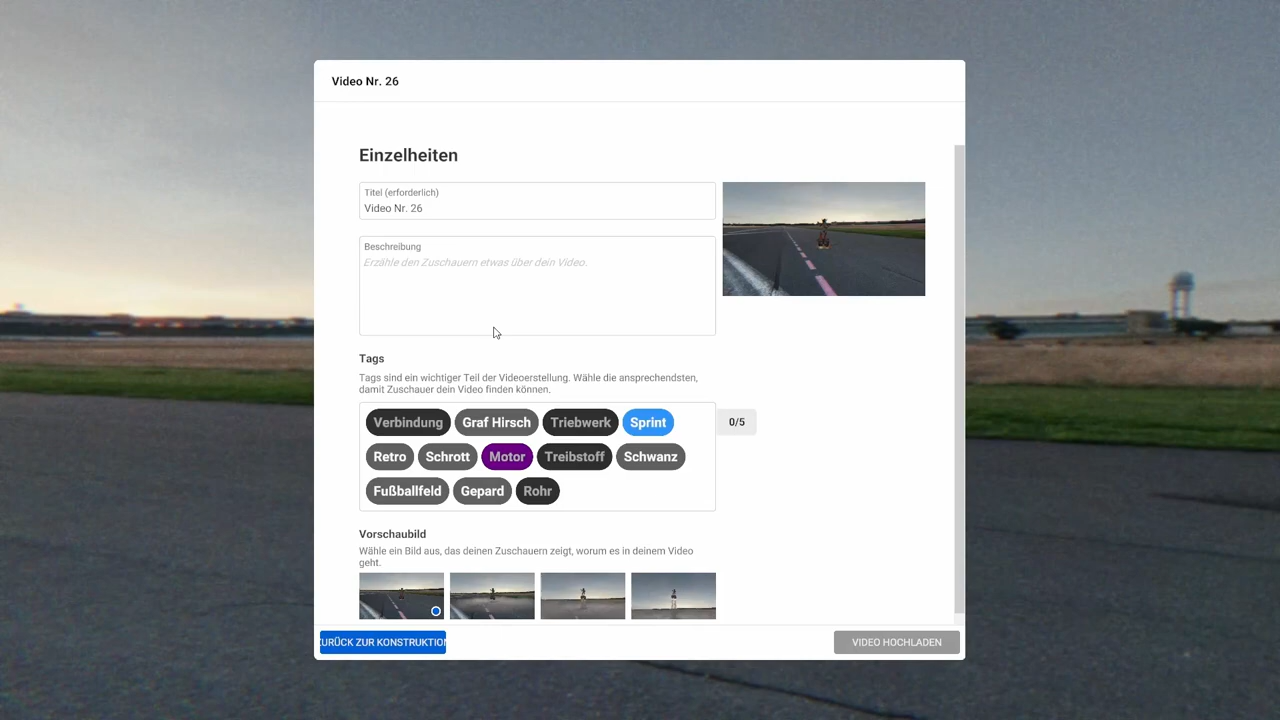 Video Nr. 26
Einzelheiten
Titel (erforderlich)
Video Nr. 26
Beschreibung
Erzähle den Zuschauern etwas über dein Video.
Tags
Tags sind ein wichtiger Teil der Videoerstellung. Wähle die ansprechendsten,
damit Zuschauer dein Video finden können.
Verbindung Graf Hirsch Triebwerk Sprint 0/5
Retro Schrott Motor Treibstoff Schwanz
Fußballfeld Gepard Rohr
Vorschaubild
Wähle ein Bild aus, das deinen Zuschauern zeigt, worum es in deinem Video
geht.
URÜCK ZUR KONSTRUKTION VIDEO HOCHLADEN